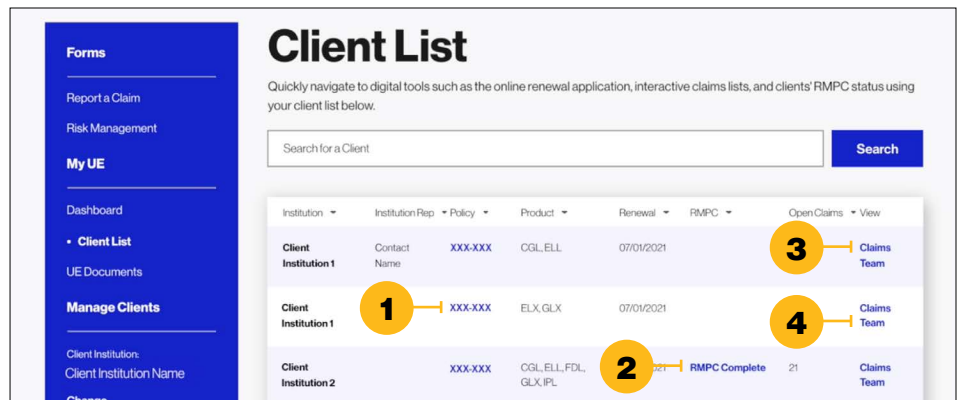 Forms
Report a Claim
Risk Management
My UE
Dashboard
• Client List
UE Documents
Manage Clients
Client Institution:
Client Institution Name
Change
Client List
Quickly navigate to digital tools such as the online renewal application, interactive claims lists, and clients' RMPC status using
your client list below.
Search for a Client
Search
Institution Institution Rep Policy Product Renewal RMPC Open Claims View
Client Contact XXX-XXX CGL, ELL 07/01/2021 3 Claims
Institution 1 Name Team
Client 1 XXX-XXX ELX, GLX 07/01/2021 Claims
Institution 1 4 Team
Client XXX-XXX CGL, ELL, FDL, 2 021 RMPC Complete 21 Claims
Institution 2 GLX, IPL Team